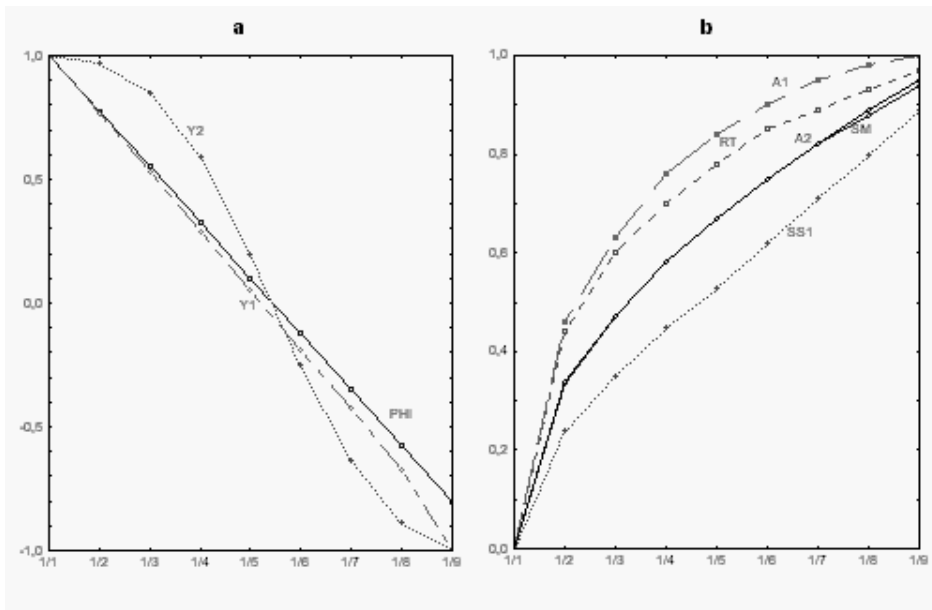 a
b
1,0
0,5
0,0
-0,5
-1,0
Y2
Y1
PHI
1/1 1/2 1/3 1/4 1/5 1/6 1/7 1/8 1/9
1,0
0,8
0,6
0,4
0,2
0,0
A1
RT
A2
SM
SS1
1/1 1/2 1/3 1/4 1/5 1/6 1/7 1/8 1/9